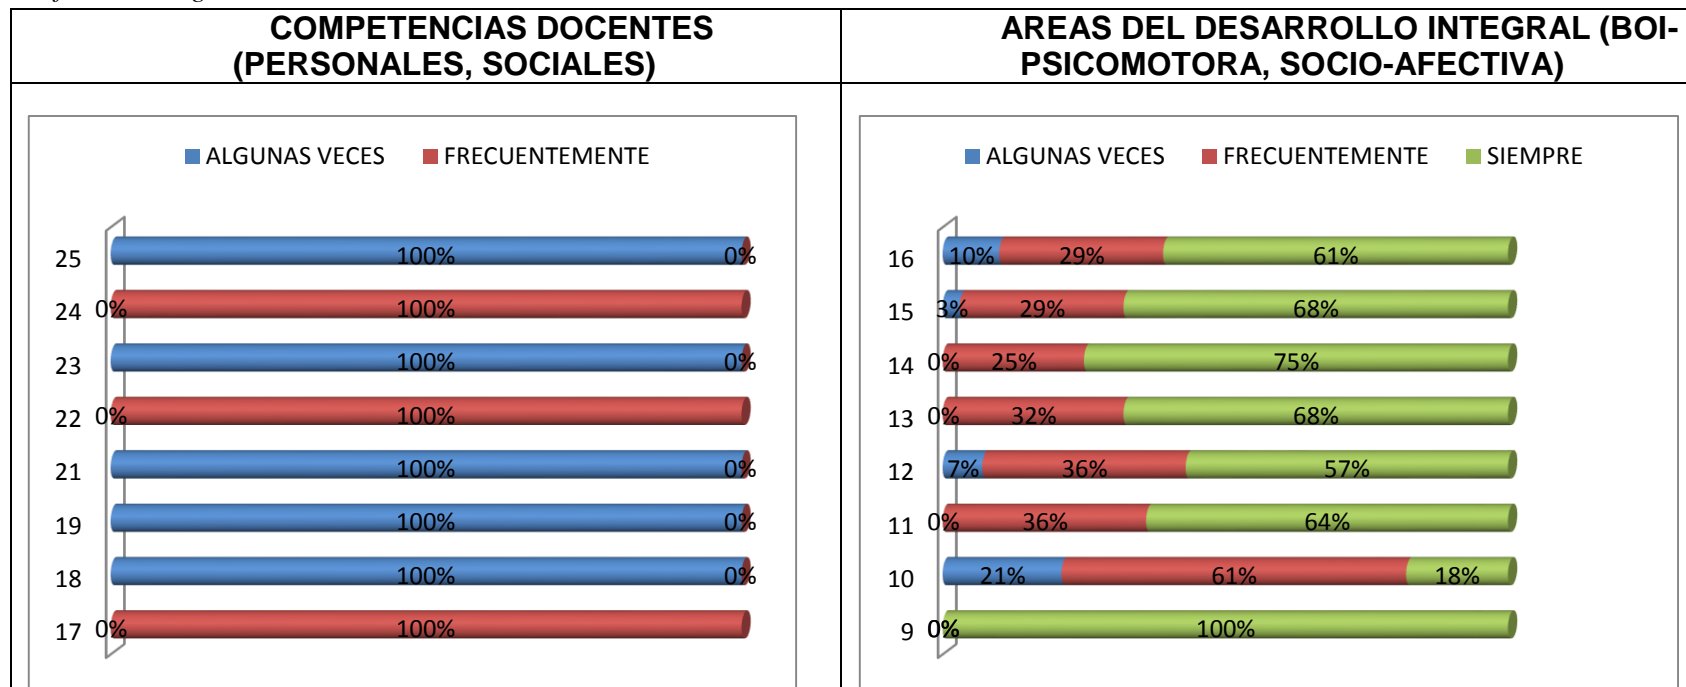 COMPETENCIAS DOCENTES
(PERSONALES, SOCIALES)
AREAS DEL DESARROLLO INTEGRAL (BOI-
PSICOMOTORA, SOCIO-AFECTIVA)
ALGUNAS VECES FRECUENTEMENTE
25 100% 0%
24 0% 100%
23 100% 0%
22 0% 100%
21 100% 0%
19 100% 0%
18 100% 0%
17 0% 100%
ALGUNAS VECES FRECUENTEMENTE SIEMPRE
16 10% 29% 61%
15 3% 29% 68%
14 0% 25% 75%
13 0% 32% 68%
12 7% 36% 57%
11 0% 36% 64%
10 21% 61% 18%
9 0% 0% 100%